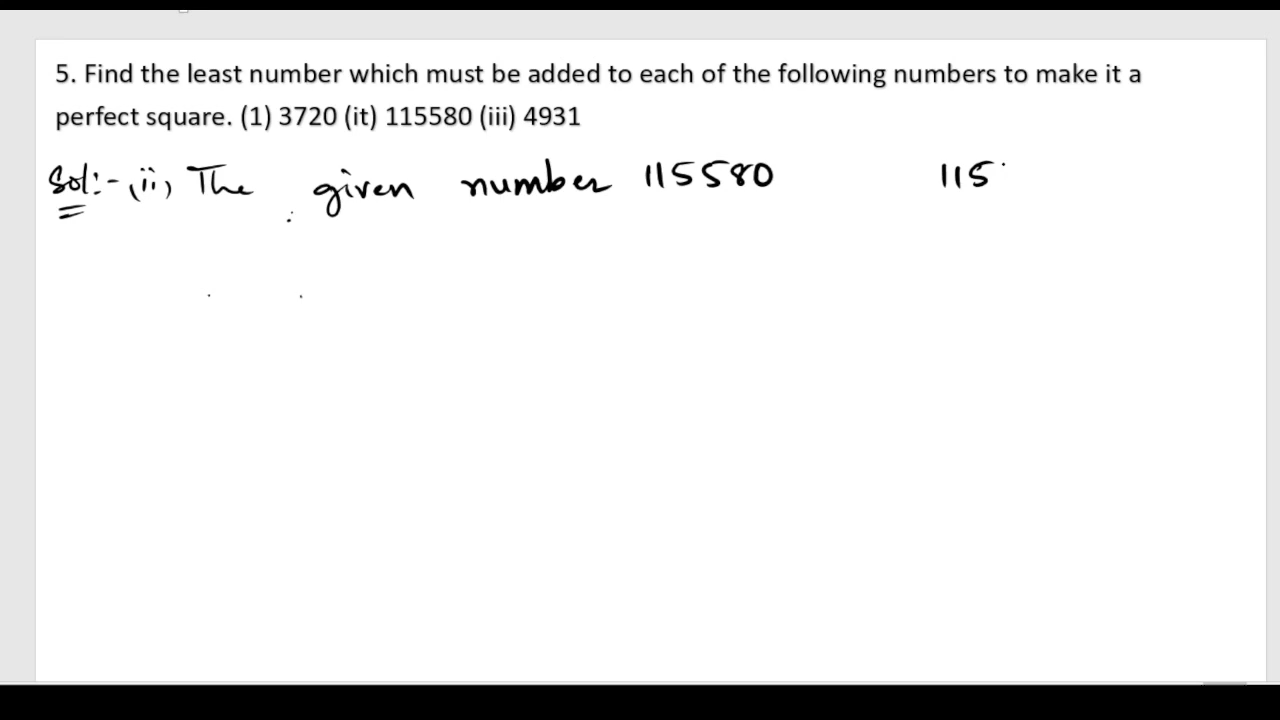 5. Find the least number which must be added to each of the following numbers to make it a
perfect square. (1) 3720 (it) 115580 (iii) 4931
Sol:- (ii) The given number 115580 115